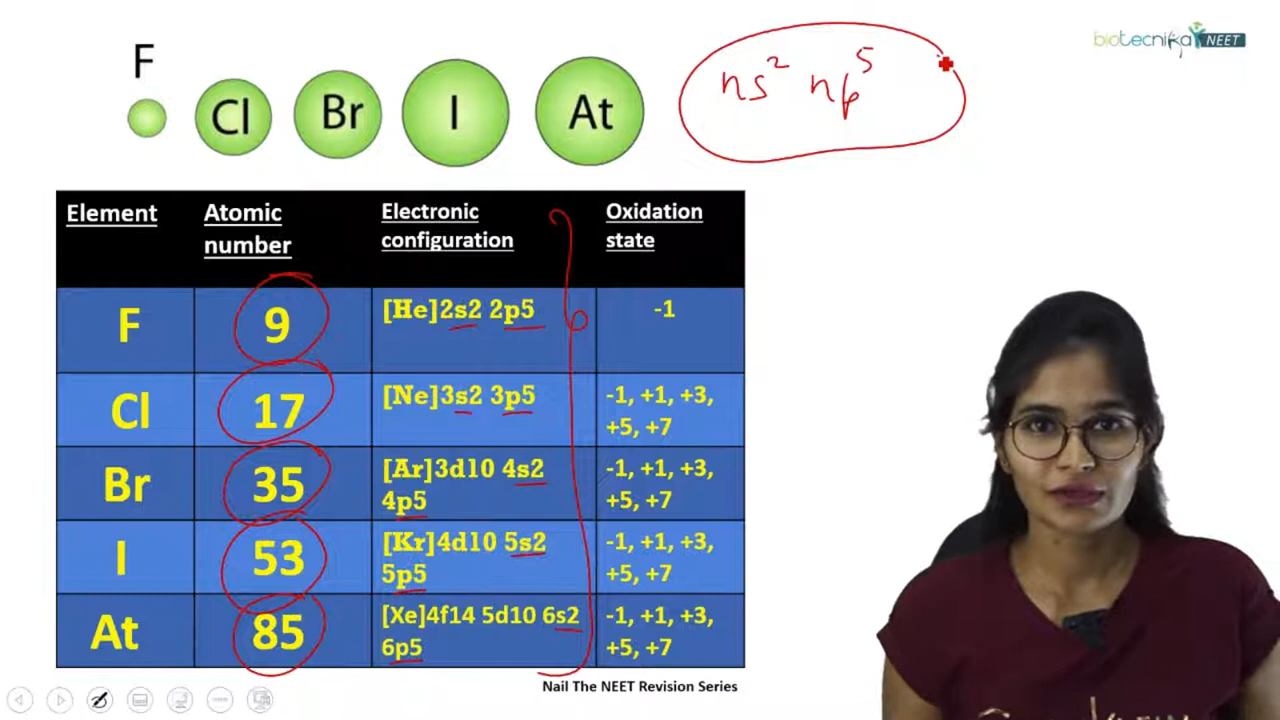 F
Cl Br I At
ns2 np5
biotecnika NEET
Element Atomic number Electronic configuration Oxidation state
F 9 [He]2s2 2p5 -1
Cl 17 [Ne]3s2 3p5 -1, +1, +3, +5, +7
Br 35 [Ar]3d10 4s2 4p5 -1, +1, +3, +5, +7
I 53 [Kr]4d10 5s2 5p5 -1, +1, +3, +5, +7
At 85 [Xe]4f14 5d10 6s2 6p5 -1, +1, +3, +5, +7
Nail The NEET Revision Series